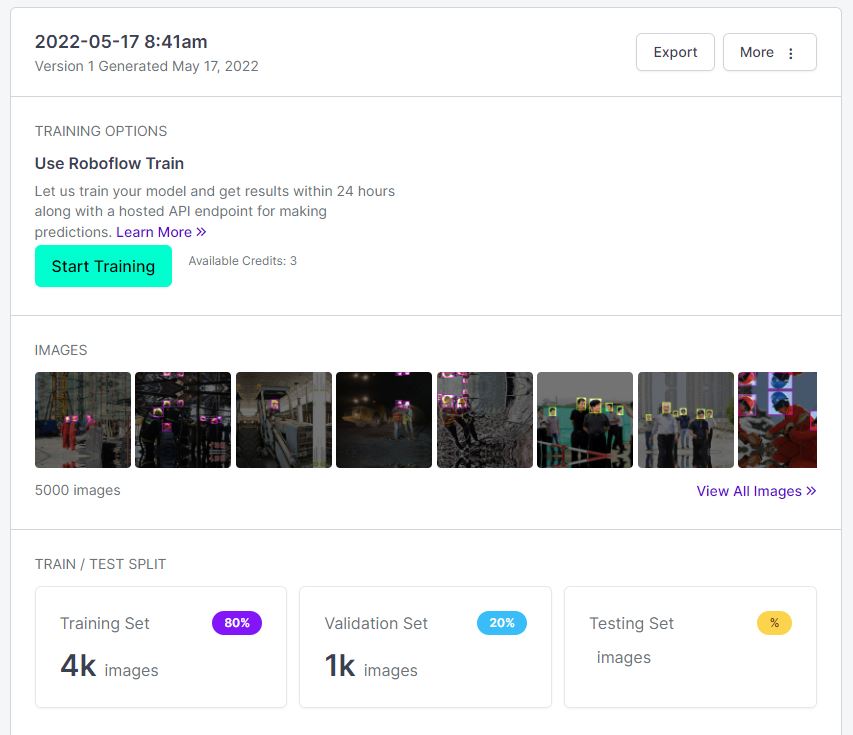 2022-05-17 8:41am
Version 1 Generated May 17, 2022
Export
More
TRAINING OPTIONS
Use Roboflow Train
Let us train your model and get results within 24 hours
along with a hosted API endpoint for making
predictions. Learn More »
Start Training
Available Credits: 3
IMAGES
5000 images
View All Images »
TRAIN / TEST SPLIT
Training Set 80%
4k images
Validation Set 20%
1k images
Testing Set %
images